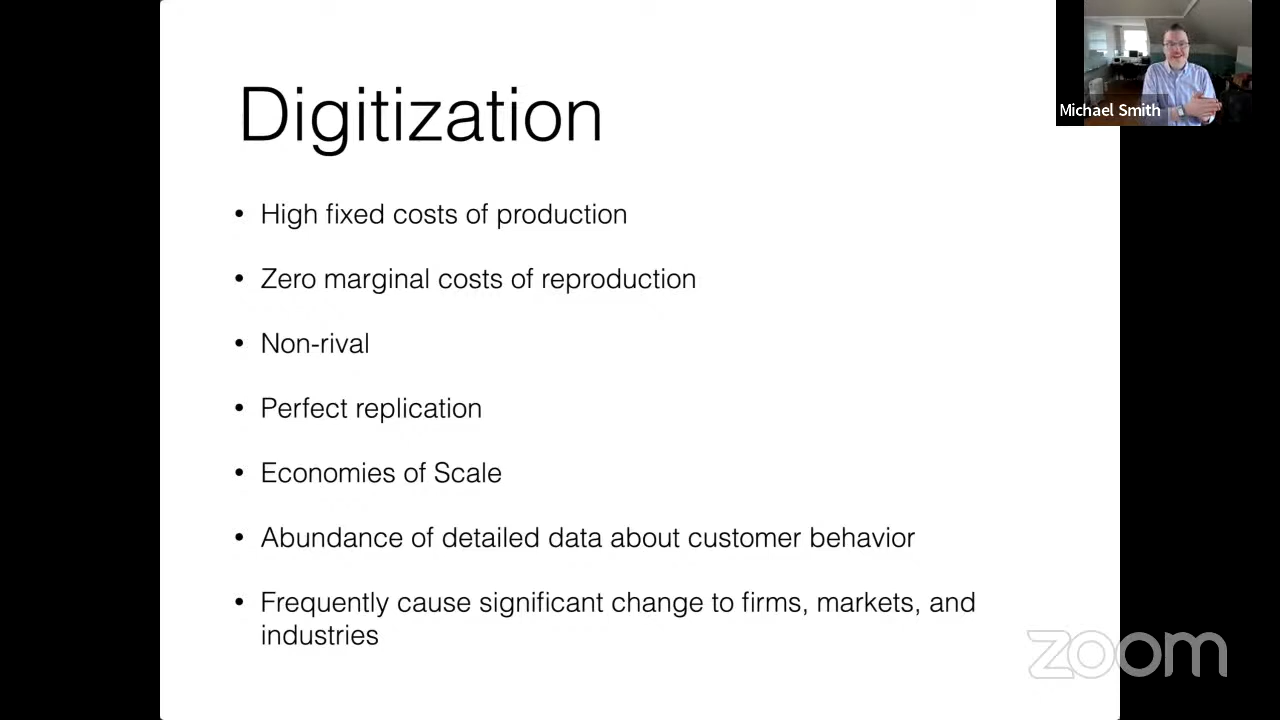 Digitization
• High fixed costs of production
• Zero marginal costs of reproduction
• Non-rival
• Perfect replication
• Economies of Scale
• Abundance of detailed data about customer behavior
• Frequently cause significant change to firms, markets, and
industries
Michael Smith
zoom